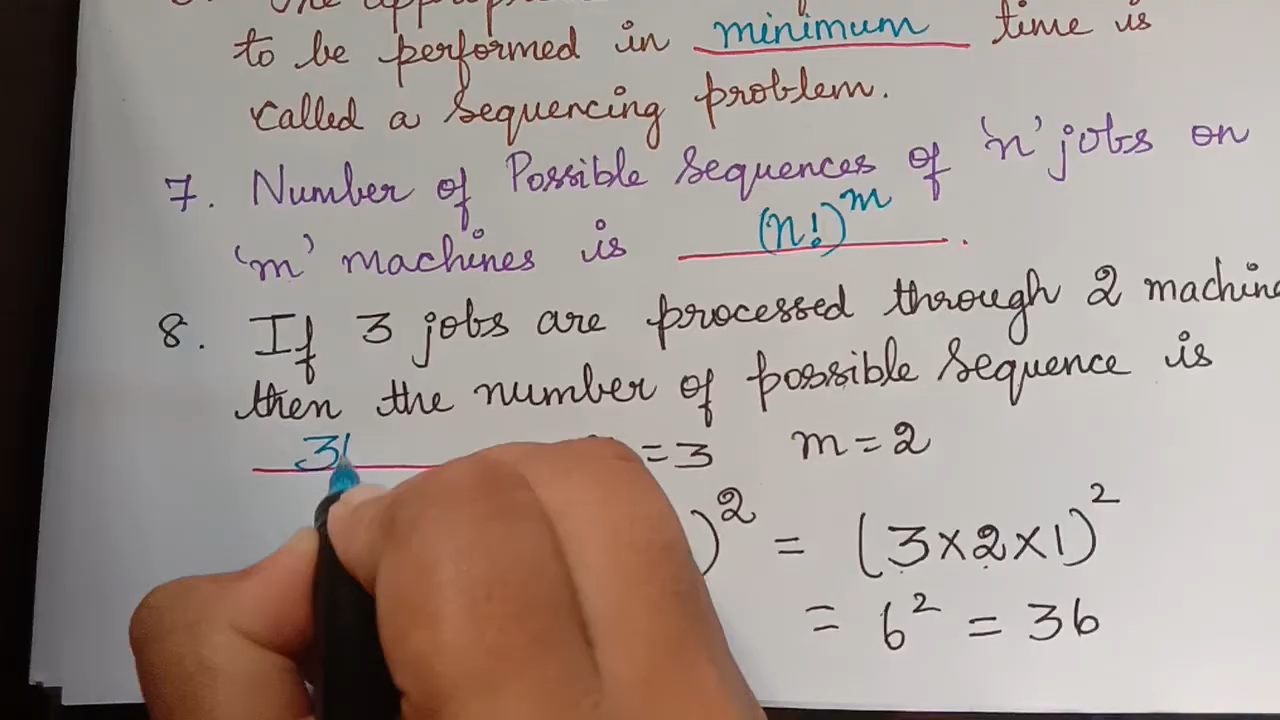 The
to be performed in minimum time is
called a sequencing problem.
7. Number of Possible Sequences of 'n' jobs on
'm' machines is (n!)^m .
8. If 3 jobs are processed through 2 machin
then the number of possible Sequence is
3 = 3 m = 2
)^2 = (3×2×1)^2
= 6^2 = 36